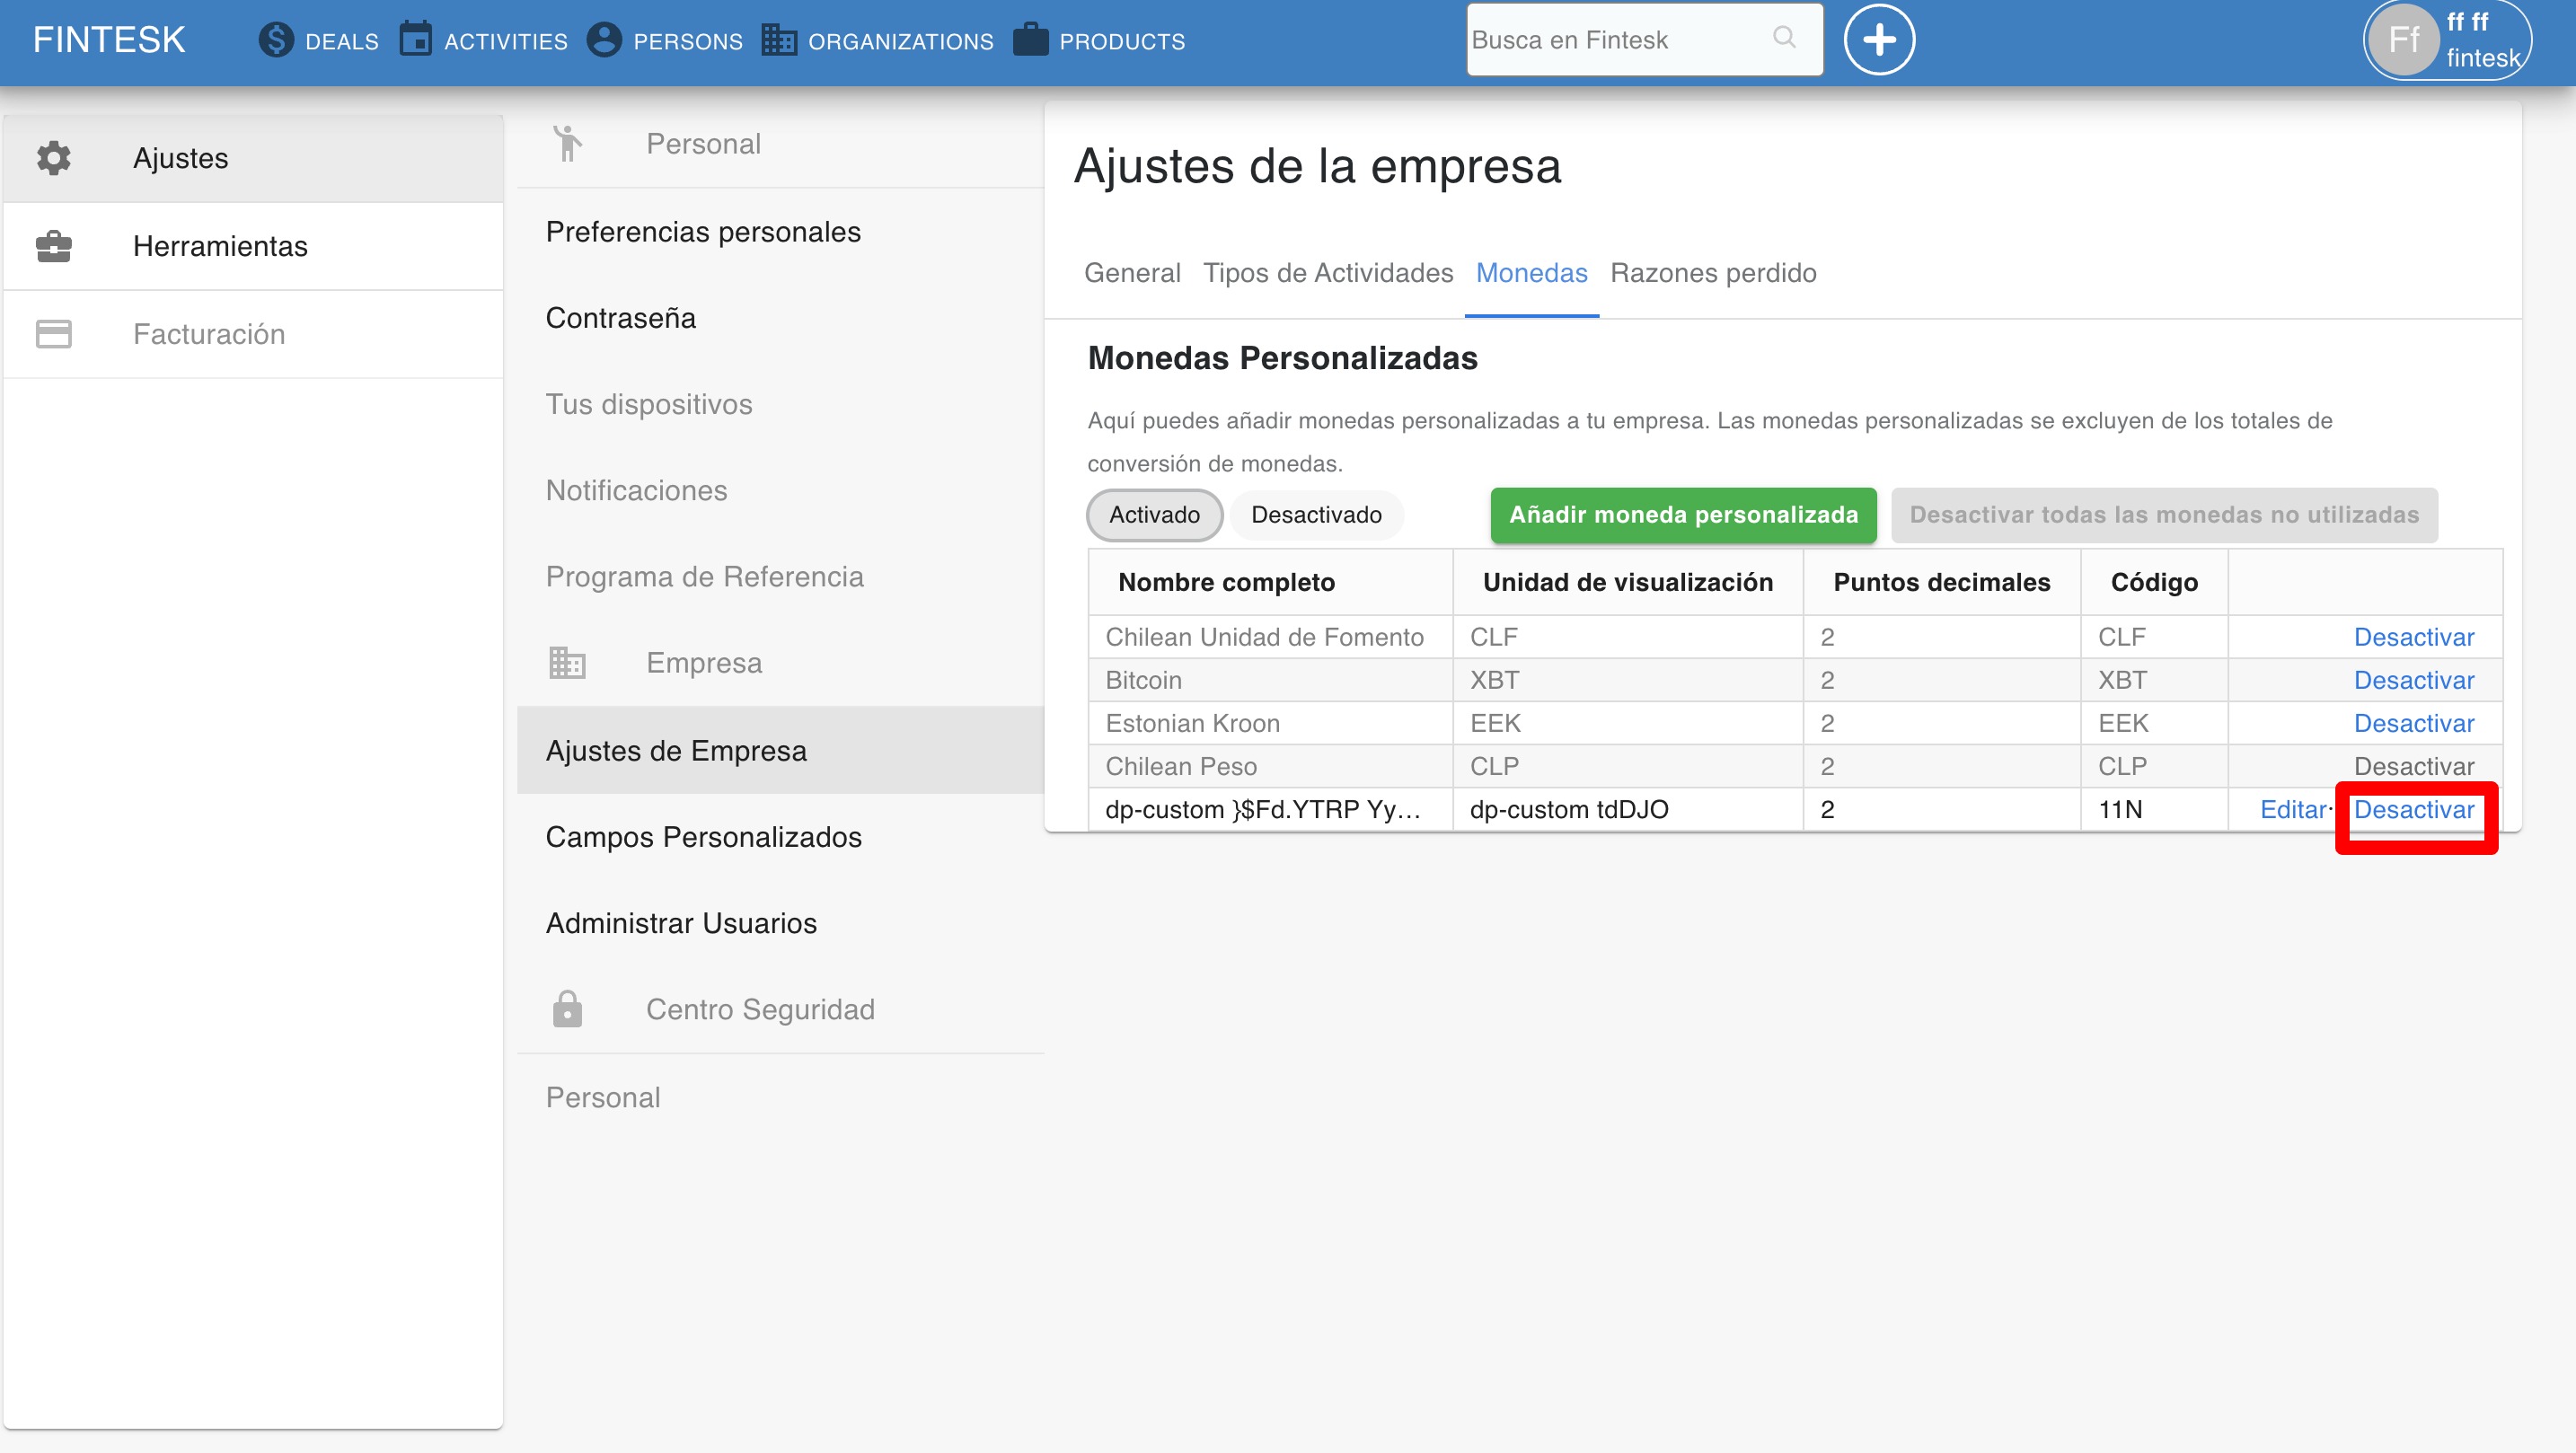 FINTESK
DEALS
ACTIVITIES
PERSONS
ORGANIZATIONS
PRODUCTS
Busca en Fintesk
Ff
ff ff
fintesk
Ajustes
Herramientas
Facturación
Personal
Preferencias personales
Contraseña
Tus dispositivos
Notificaciones
Programa de Referencia
Empresa
Ajustes de Empresa
Campos Personalizados
Administrar Usuarios
Centro Seguridad
Personal
Ajustes de la empresa
General Tipos de Actividades Monedas Razones perdido
Monedas Personalizadas
Aquí puedes añadir monedas personalizadas a tu empresa. Las monedas personalizadas se excluyen de los totales de
conversión de monedas.
Activado Desactivado Añadir moneda personalizada Desactivar todas las monedas no utilizadas
Nombre completo Unidad de visualización Puntos decimales Código
Chilean Unidad de Fomento CLF 2 CLF Desactivar
Bitcoin XBT 2 XBT Desactivar
Estonian Kroon EEK 2 EEK Desactivar
Chilean Peso CLP 2 CLP Desactivar
dp-custom }$Fd.YTRP Yy... dp-custom tdDJO 2 11N Editar· Desactivar